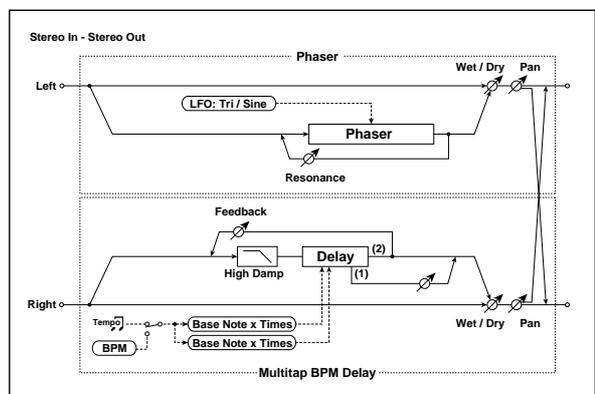 Stereo In - Stereo Out
Phaser
Wet / Dry
Pan
Left
LFO: Tri / Sine
Phaser
Resonance
Feedback
High Damp
Delay
(2)
(1)
Right
Wet / Dry
Pan
Tempo
BPM
Base Note x Times
Base Note x Times
Multitap BPM Delay